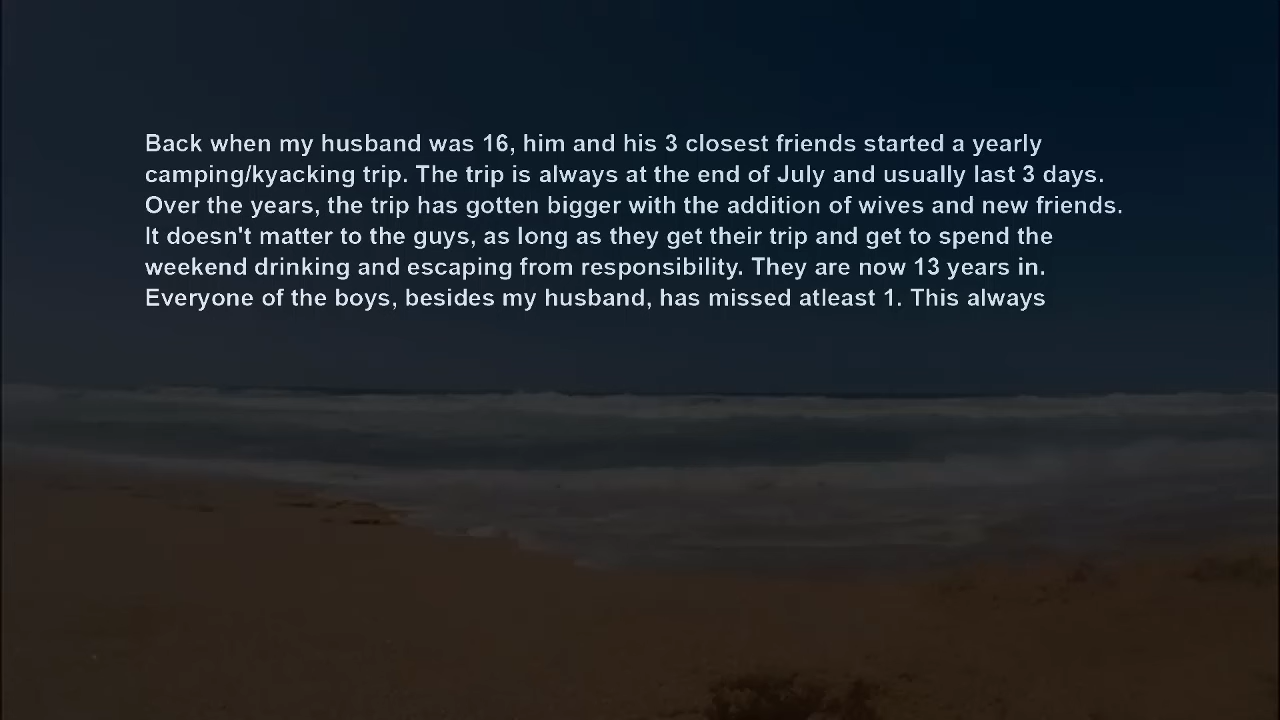 Back when my husband was 16, him and his 3 closest friends started a yearly
camping/kyacking trip. The trip is always at the end of July and usually last 3 days.
Over the years, the trip has gotten bigger with the addition of wives and new friends.
It doesn't matter to the guys, as long as they get their trip and get to spend the
weekend drinking and escaping from responsibility. They are now 13 years in.
Everyone of the boys, besides my husband, has missed atleast 1. This always